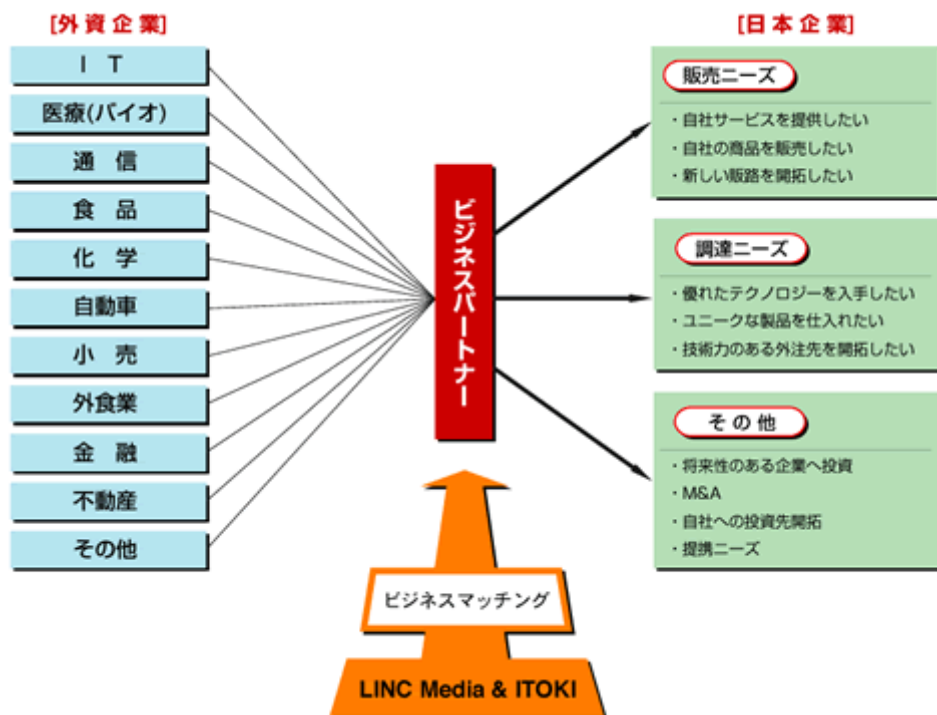 [外資企業]
I T
医療(バイオ)
通 信
食 品
化 学
自動車
小 売
外食業
金 融
不動産
その他
ビジネスパートナー
[日本企業]
販売ニーズ
・自社サービスを提供したい
・自社の商品を販売したい
・新しい販路を開拓したい
調達ニーズ
・優れたテクノロジーを入手したい
・ユニークな製品を仕入れたい
・技術力のある外注先を開拓したい
その他
・将来性のある企業へ投資
・M&A
・自社への投資先開拓
・提携ニーズ
ビジネスマッチング
LINC Media & ITOKI